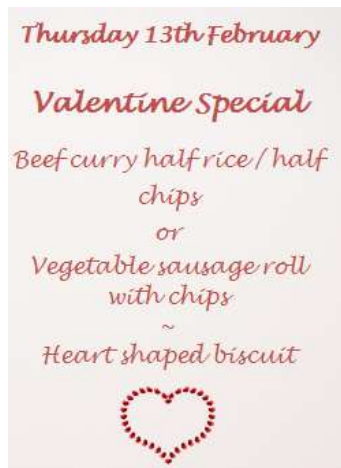 Thursday 13th February
Valentine Special
Beef curry half rice / half
chips
or
Vegetable sausage roll
with chips
~
Heart shaped biscuit